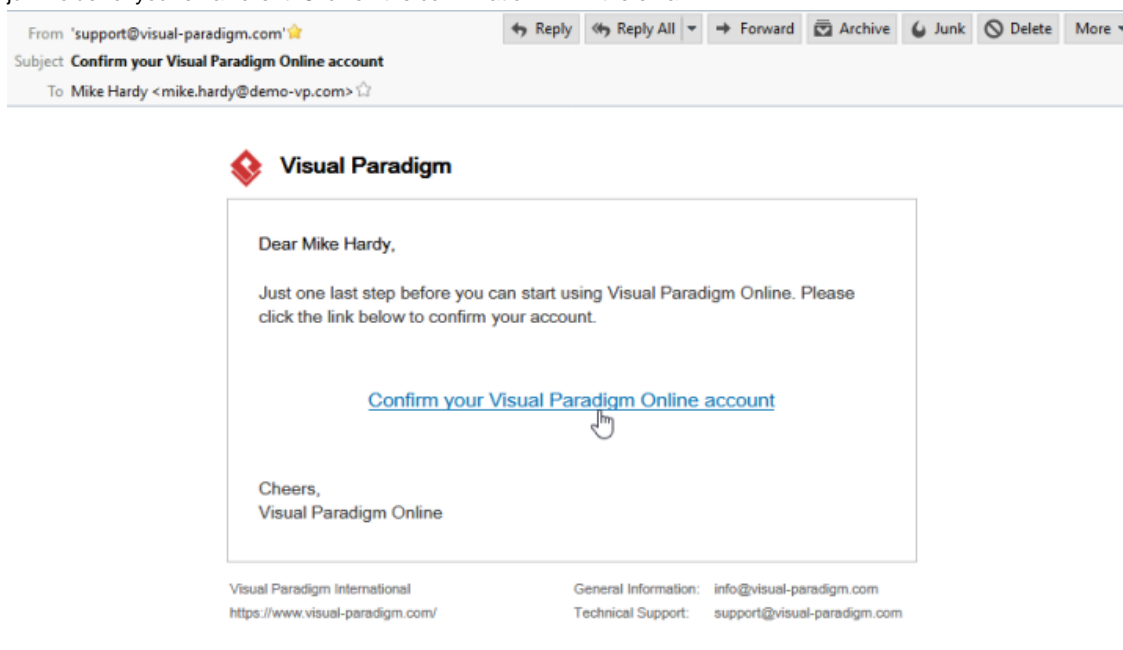 From 'support@visual-paradigm.com'
Reply
Reply All
Forward
Archive
Junk
Delete
More
Subject Confirm your Visual Paradigm Online account
To Mike Hardy <mike.hardy@demo-vp.com>
Visual Paradigm
Dear Mike Hardy,
Just one last step before you can start using Visual Paradigm Online. Please
click the link below to confirm your account.
Confirm your Visual Paradigm Online account
Cheers,
Visual Paradigm Online
Visual Paradigm International
General Information: info@visual-paradigm.com
https://www.visual-paradigm.com/
Technical Support: support@visual-paradigm.com